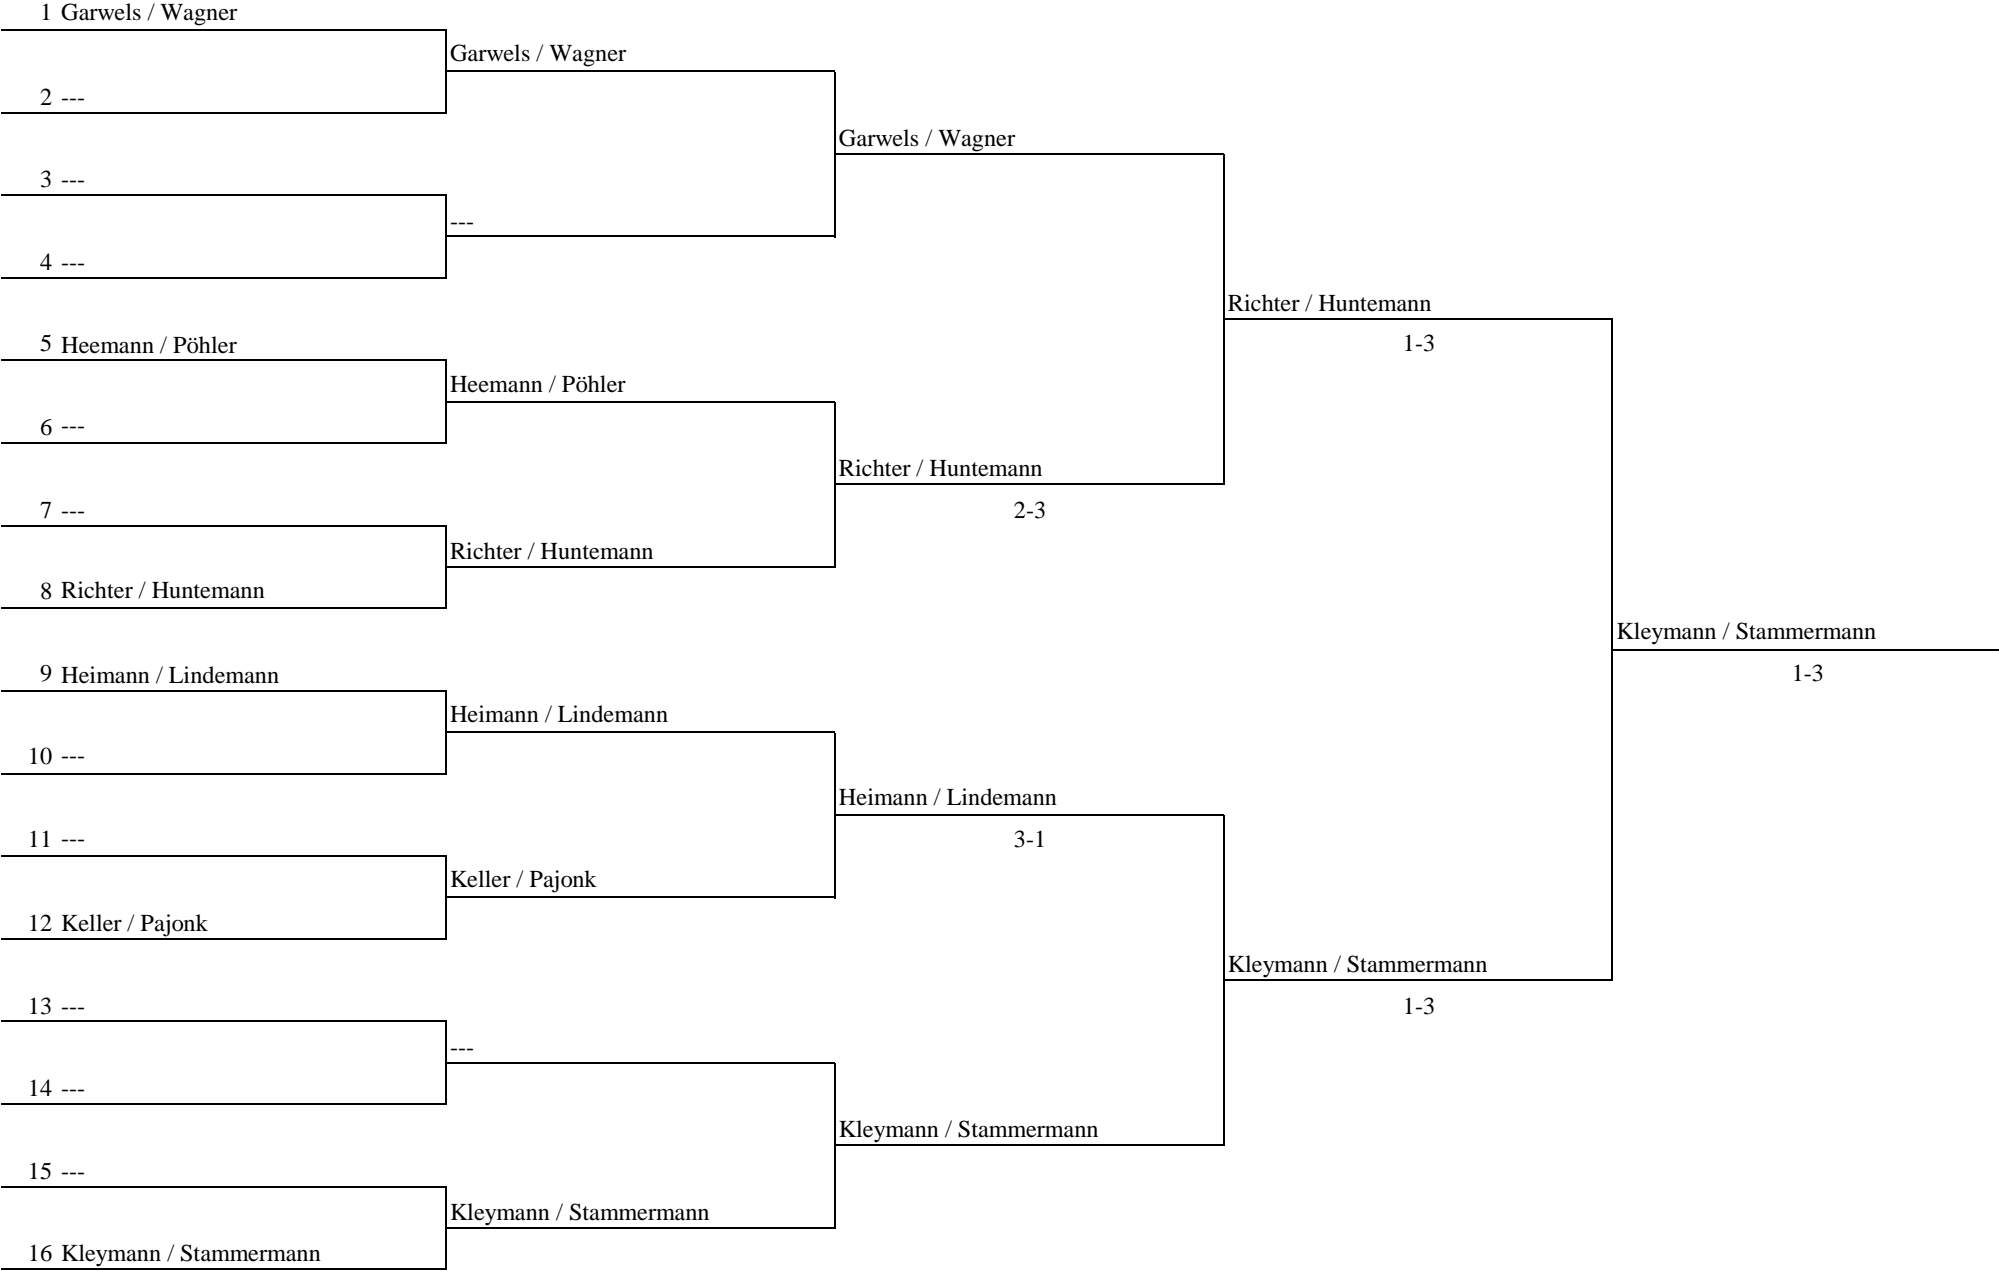 1 Garwels / Wagner
Garwels / Wagner
2 ---
Garwels / Wagner
3 ---
---
4 ---
Richter / Huntemann
1-3
5 Heemann / Pöhler
Heemann / Pöhler
6 ---
Richter / Huntemann
2-3
7 ---
Richter / Huntemann
8 Richter / Huntemann
Kleymann / Stammermann
1-3
9 Heimann / Lindemann
Heimann / Lindemann
10 ---
Heimann / Lindemann
3-1
11 ---
Keller / Pajonk
12 Keller / Pajonk
Kleymann / Stammermann
1-3
13 ---
---
14 ---
Kleymann / Stammermann
15 ---
Kleymann / Stammermann
16 Kleymann / Stammermann